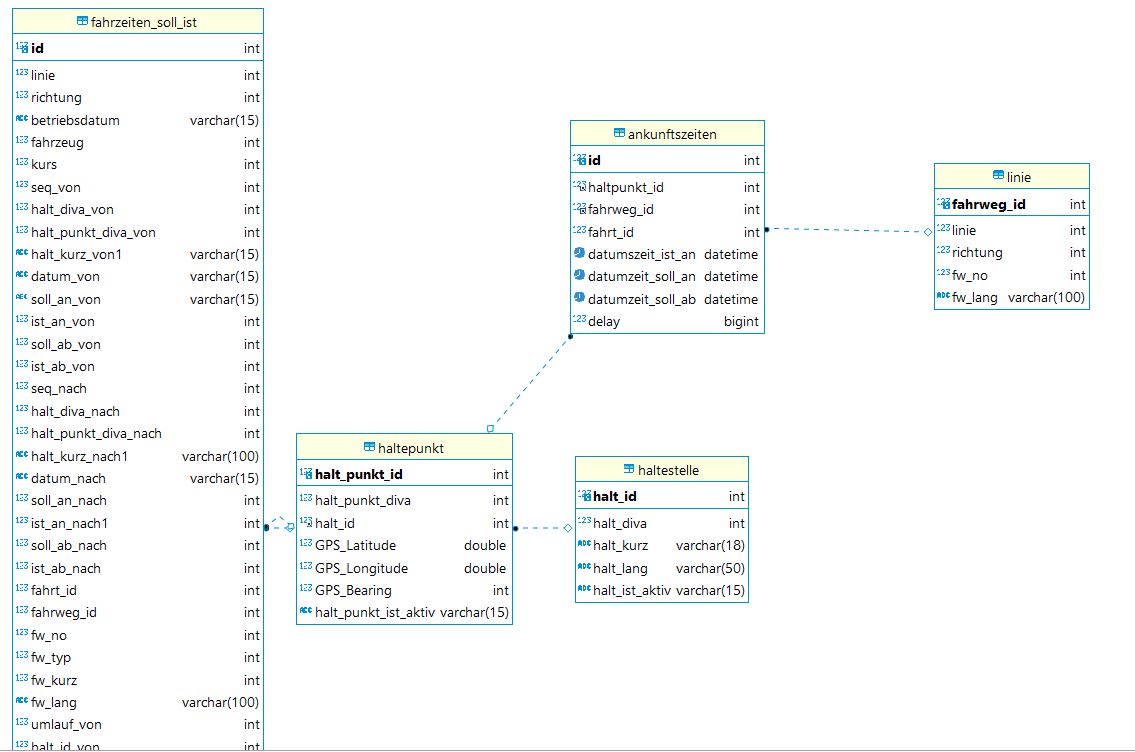 fahrzeiten_soll_ist
id int
linie int
richtung int
betriebsdatum varchar(15)
fahrzeug int
kurs int
seq_von int
halt_diva_von int
halt_punkt_diva_von int
halt_kurz_von1 varchar(15)
datum_von varchar(15)
soll_an_von varchar(15)
ist_an_von int
soll_ab_von int
ist_ab_von int
seq_nach int
halt_diva_nach int
halt_punkt_diva_nach int
halt_kurz_nach1 varchar(100)
datum_nach varchar(15)
soll_an_nach int
ist_an_nach1 int
soll_ab_nach int
ist_ab_nach int
fahrt_id int
fahrweg_id int
fw_no int
fw_typ int
fw_kurz int
fw_lang varchar(100)
umlauf_von int
halt_id_von int
ankunftszeiten
id int
haltpunkt_id int
fahrweg_id int
fahrt_id int
datumszeit_ist_an datetime
datumzeit_soll_an datetime
datumzeit_soll_ab datetime
delay bigint
linie
fahrweg_id int
linie int
richtung int
fw_no int
fw_lang varchar(100)
haltepunkt
halt_punkt_id int
halt_punkt_diva int
halt_id int
GPS_Latitude double
GPS_Longitude double
GPS_Bearing int
halt_punkt_ist_aktiv varchar(15)
haltestelle
halt_id int
halt_diva int
halt_kurz varchar(18)
halt_lang varchar(50)
halt_ist_aktiv varchar(15)